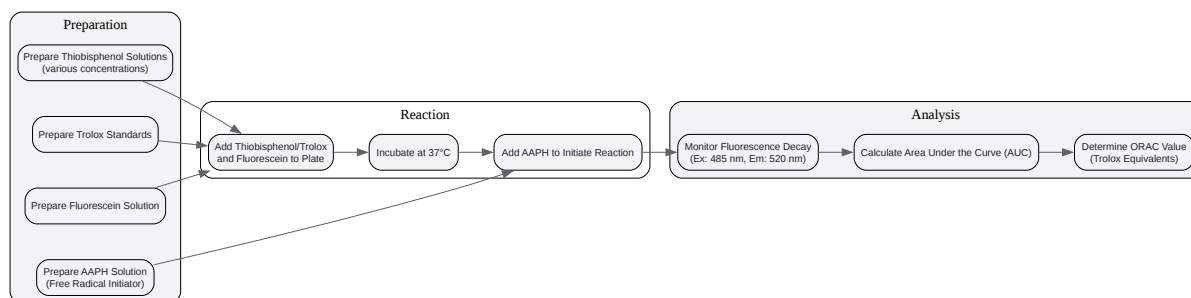 Preparation
Prepare Thiobisphenol Solutions
(various concentrations)
Prepare Trolox Standards
Prepare Fluorescein Solution
Prepare AAPH Solution
(Free Radical Initiator)
Reaction
Add Thiobisphenol/Trolox
and Fluorescein to Plate
Incubate at 37°C
Add AAPH to Initiate Reaction
Analysis
Monitor Fluorescence Decay
(Ex: 485 nm, Em: 520 nm)
Calculate Area Under the Curve (AUC)
Determine ORAC Value
(Trolox Equivalents)